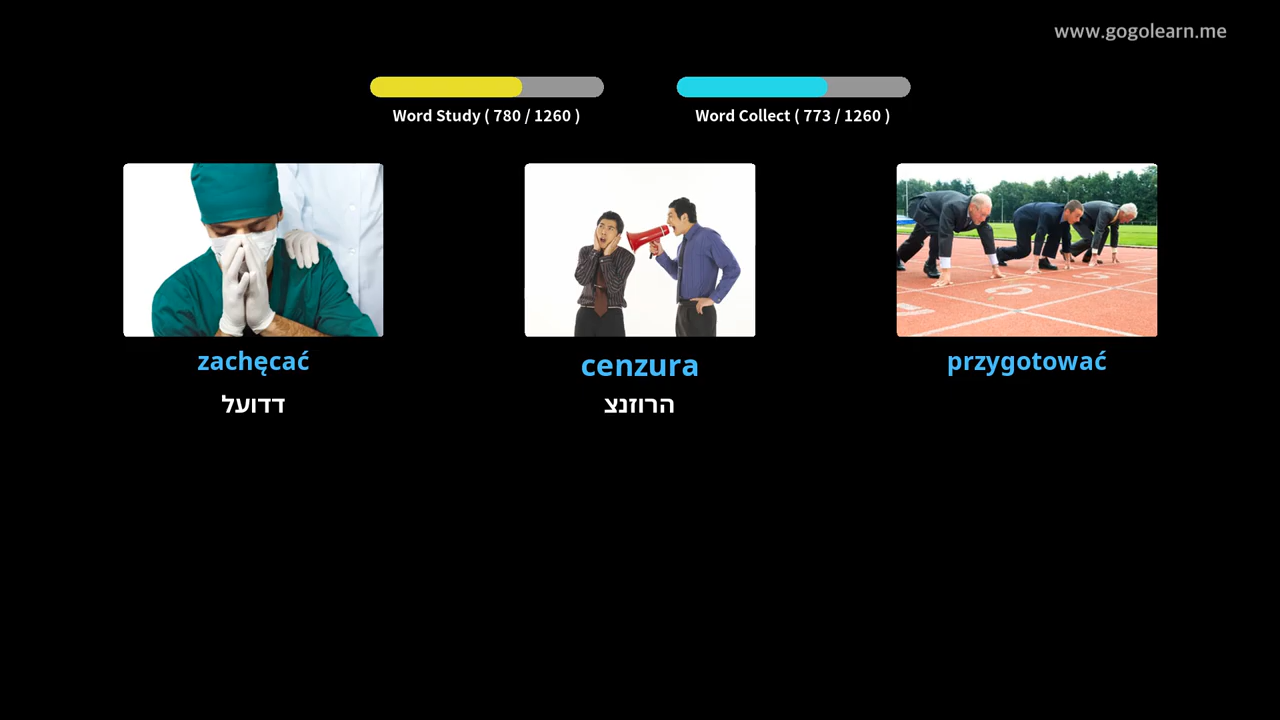 www.gogolearn.me
Word Study ( 780 / 1260 )
Word Collect ( 773 / 1260 )
zachęcać
דדועל
cenzura
הרוזנצ
przygotować